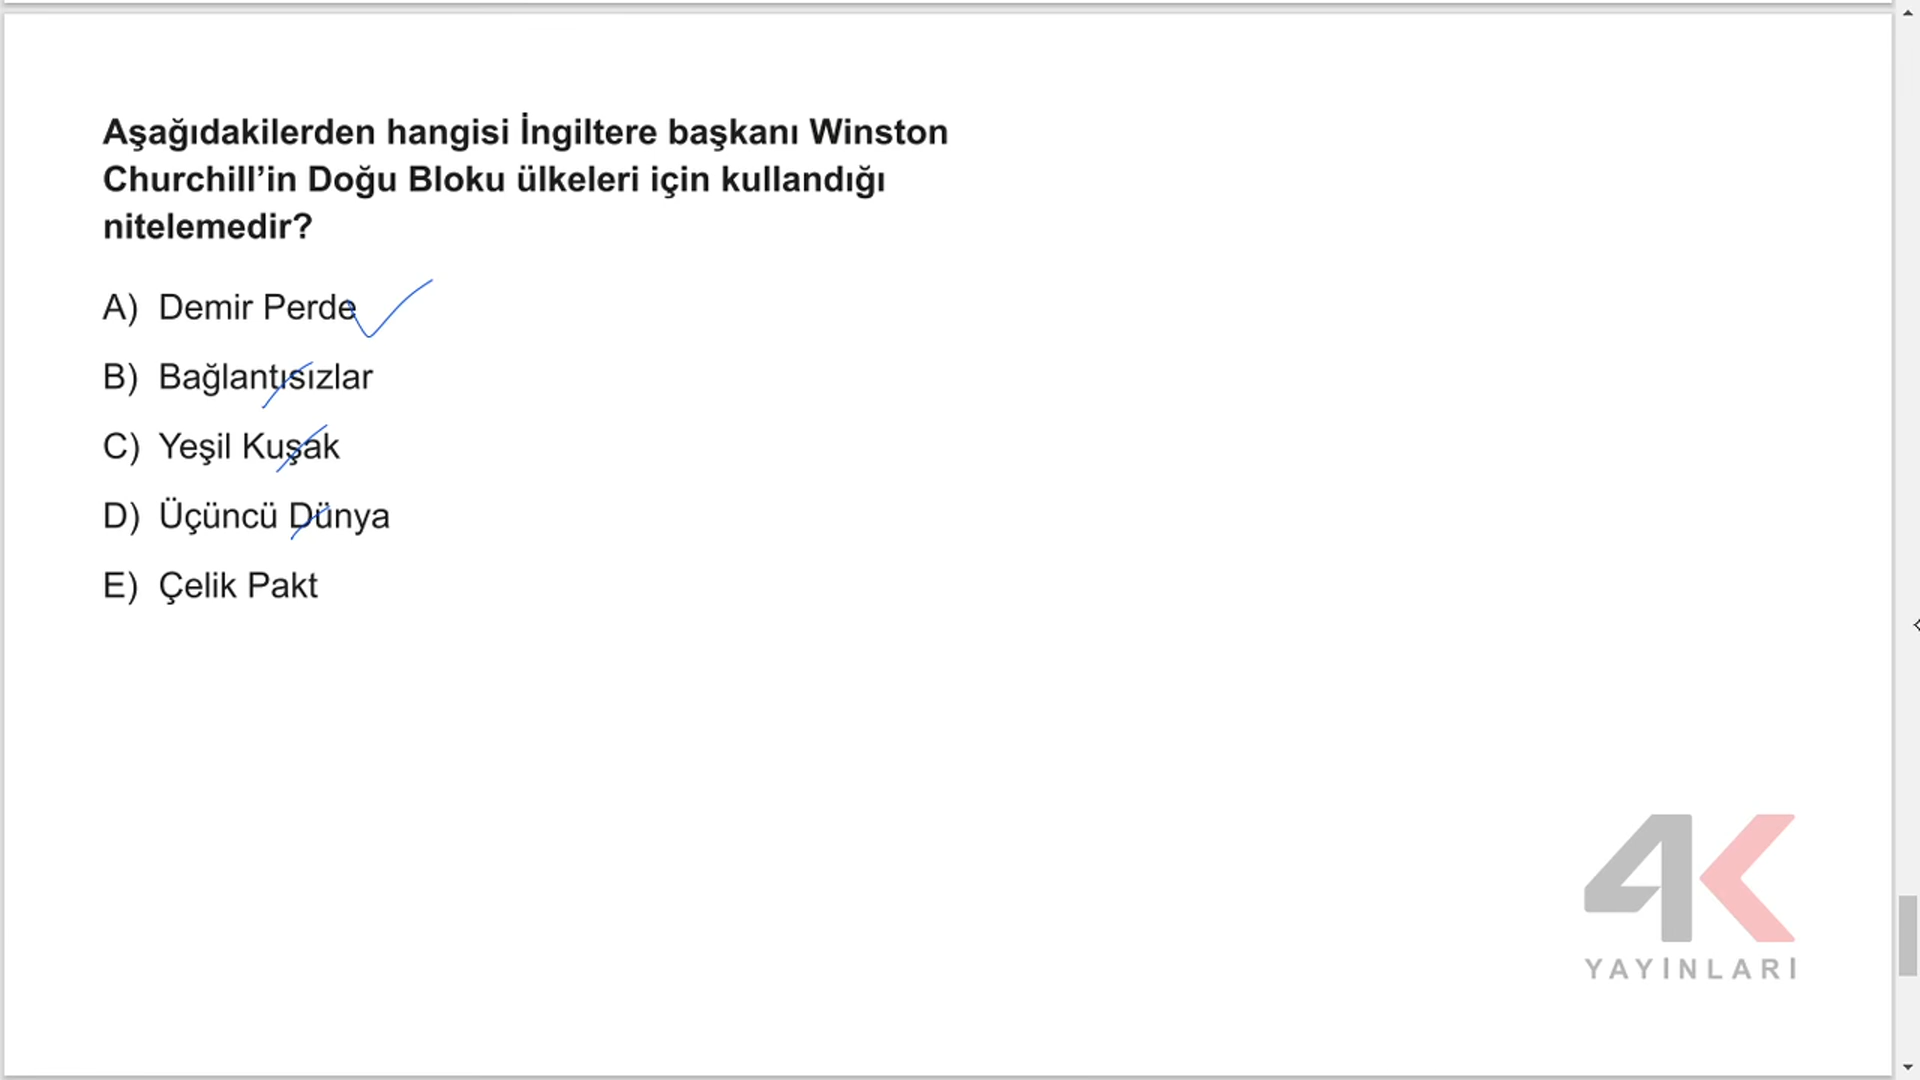 Aşağıdakilerden hangisi İngiltere başkanı Winston
Churchill’in Doğu Bloku ülkeleri için kullandığı
nitelemedir?
A) Demir Perde
B) Bağlantısızlar
C) Yeşil Kuşak
D) Üçüncü Dünya
E) Çelik Pakt
4K
YAYINLARI